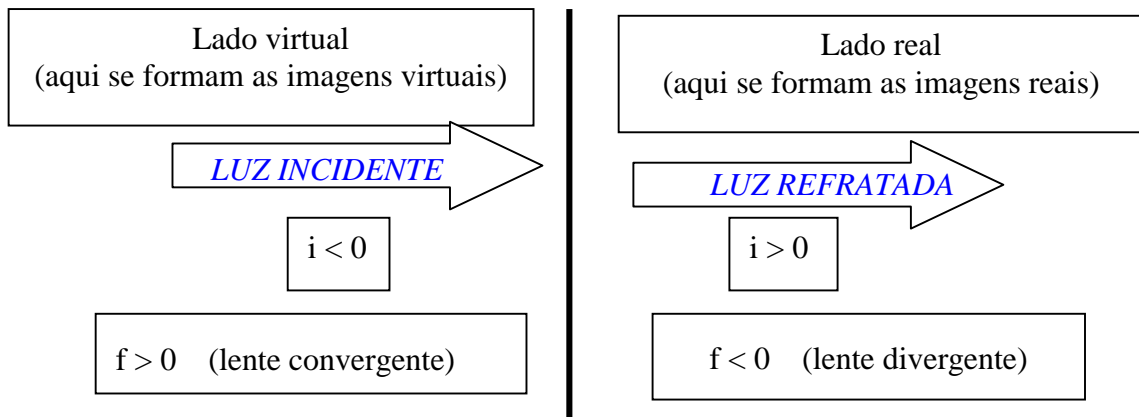 Lado virtual
(aqui se formam as imagens virtuais)
LUZ INCIDENTE
i < 0
f > 0 (lente convergente)
Lado real
(aqui se formam as imagens reais)
LUZ REFRATADA
i > 0
f < 0 (lente divergente)